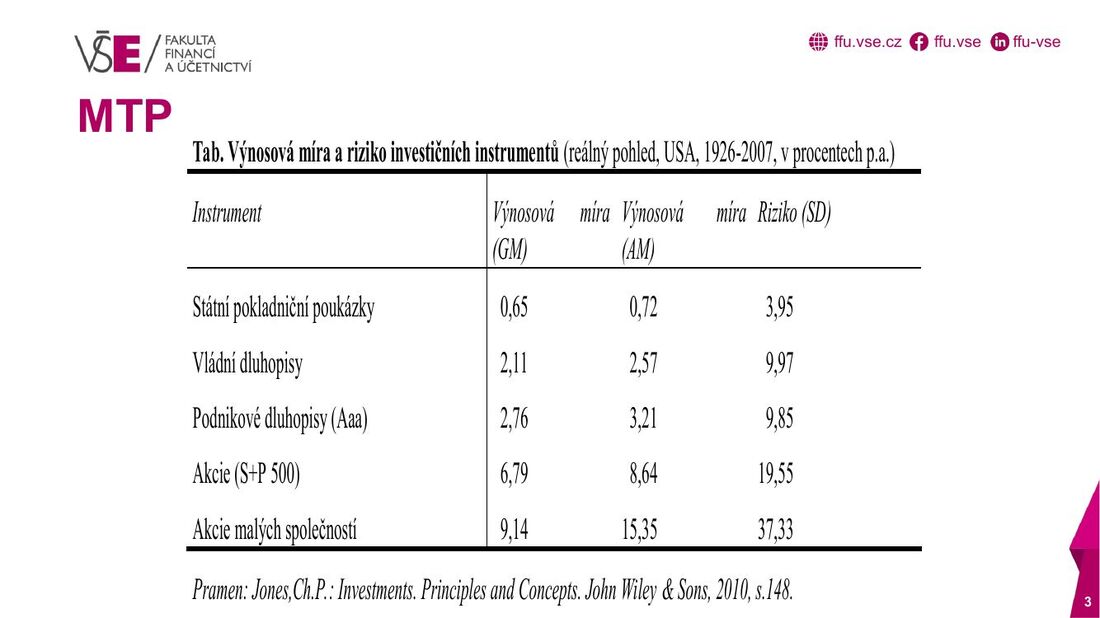 VŠE / FAKULTA
FINANCÍ
A ÚČETNICTVÍ
ffu.vse.cz ffu.vse in ffu-vse
MTP
Tab. Výnosová míra a riziko investičních instrumentů (reálný pohled, USA, 1926-2007, v procentech p.a.)
Instrument Výnosová míra Výnosová míra Riziko (SD)
(GM) (AM)
Státní pokladniční poukázky 0,65 0,72 3,95
Vládní dluhopisy 2,11 2,57 9,97
Podnikové dluhopisy (Aaa) 2,76 3,21 9,85
Akcie (S+P 500) 6,79 8,64 19,55
Akcie malých společností 9,14 15,35 37,33
Pramen: Jones,Ch.P.: Investments. Principles and Concepts. John Wiley & Sons, 2010, s.148.
3